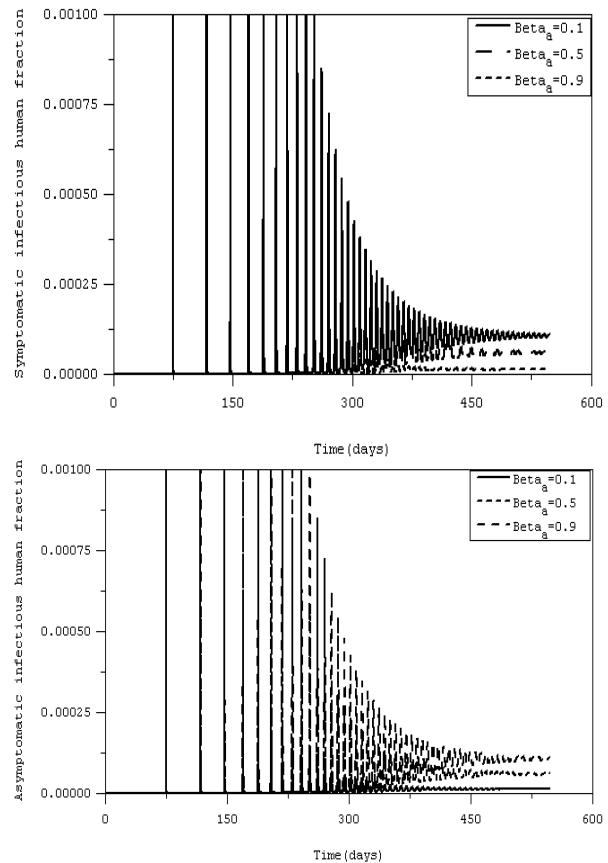 Symptomatic infectious human fraction
0.00100
0.00075
0.00050
0.00025
0.00000
0
150
225
300
450
600
Time(days)
Beta_a=0.1
Beta_a=0.5
Beta_a=0.9
Asymptomatic infectious human fraction
0.00100
0.00075
0.00050
0.00025
0.00000
0
150
225
300
450
600
Time(days)
Beta_a=0.1
Beta_a=0.5
Beta_a=0.9